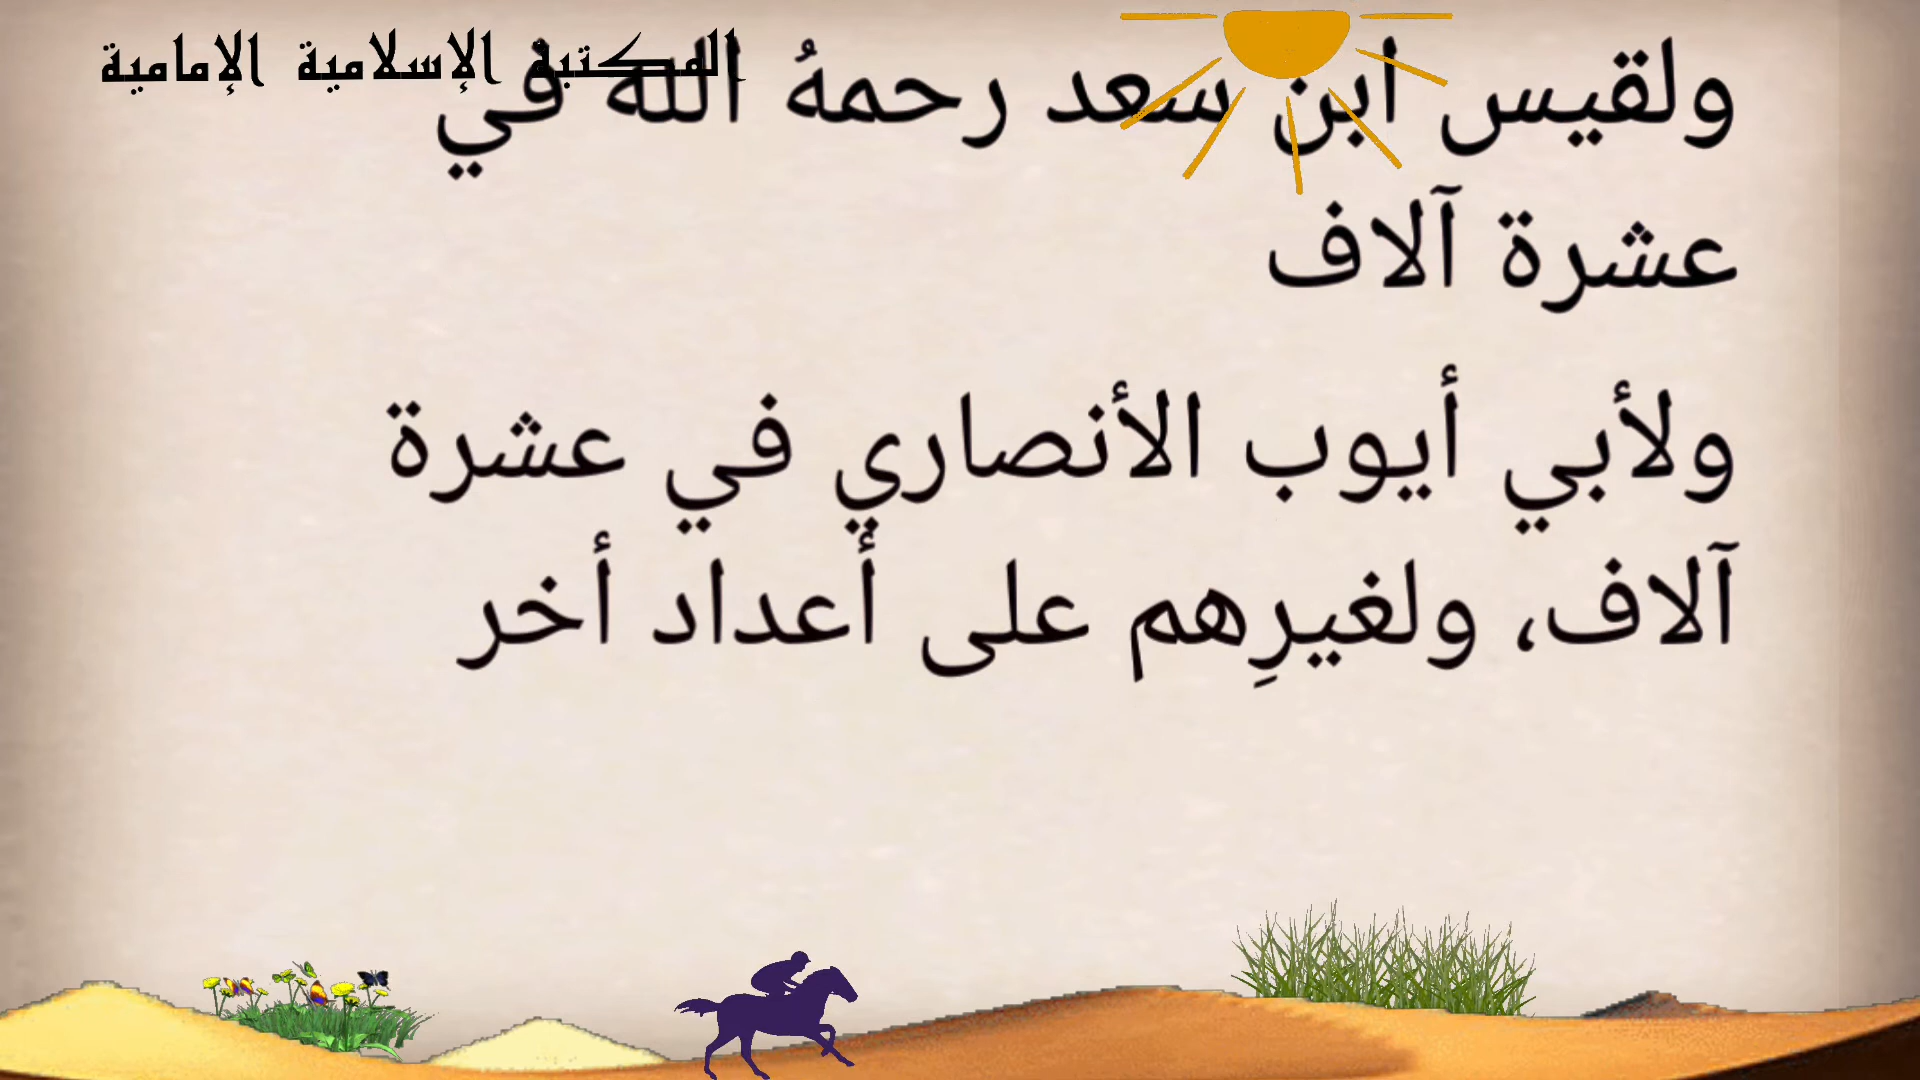 المكتبة الإسلامية الإمامية
ولقيس ابن سعد رحمهُ الله في
عشرة آلاف
ولأبي أيوب الأنصاري في عشرة
آلاف، ولغيرِهم على أعداد أخر